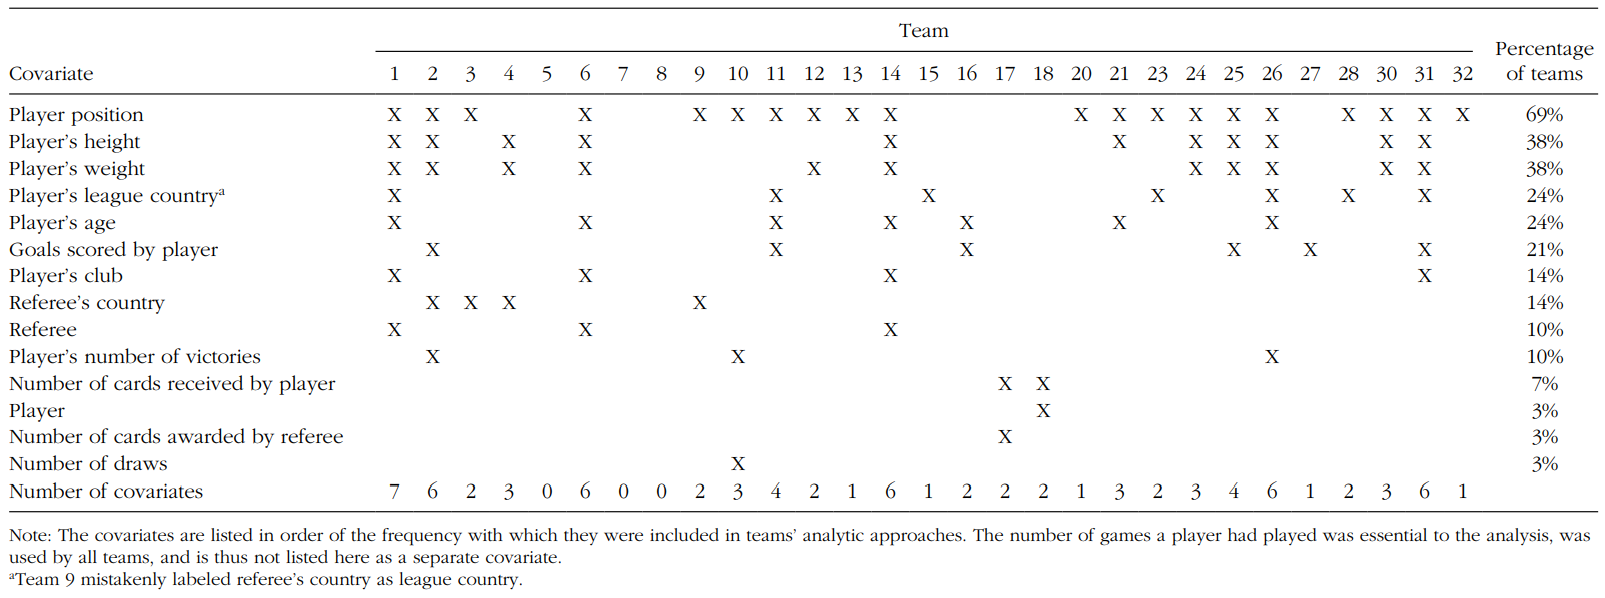 Team
Percentage
Covariate 1 2 3 4 5 6 7 8 9 10 11 12 13 14 15 16 17 18 20 21 23 24 25 26 27 28 30 31 32 of teams
Player position X X X X X X X X X X X X X X X X X X X X 69%
Player's height X X X X X X X X X X X 38%
Player's weight X X X X X X X X X X X 38%
Player's league countryᵃ X X X X X X X 24%
Player's age X X X X X X X 24%
Goals scored by player X X X X X X 21%
Player's club X X X X 14%
Referee's country X X X X 14%
Referee X X X 10%
Player's number of victories X X X 10%
Number of cards received by player X X 7%
Player X 3%
Number of cards awarded by referee X 3%
Number of draws X 3%
Number of covariates 7 6 2 3 0 6 0 0 2 3 4 2 1 6 1 2 2 2 1 3 2 3 4 6 1 2 3 6 1
Note: The covariates are listed in order of the frequency with which they were included in teams' analytic approaches. The number of games a player had played was essential to the analysis, was
used by all teams, and is thus not listed here as a separate covariate.
ᵃTeam 9 mistakenly labeled referee's country as league country.